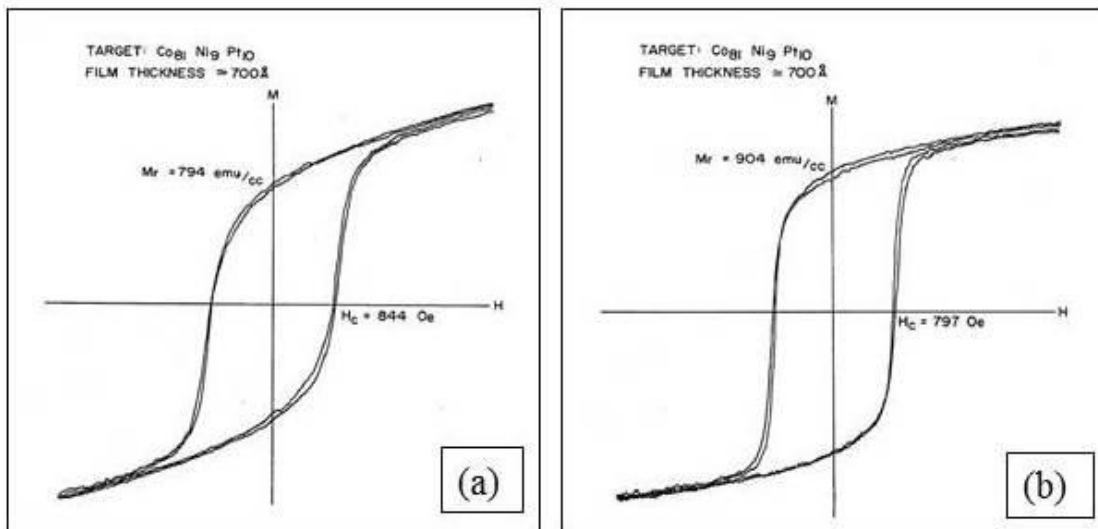 TARGET: Co81 Ni9 Pt10
FILM THICKNESS ≃ 700Å
M
Mr = 794 emu/cc
H
Hc = 844 Oe
(a)
TARGET: Co81 Ni9 Pt10
FILM THICKNESS ≃ 700Å
M
Mr = 904 emu/cc
H
Hc = 797 Oe
(b)